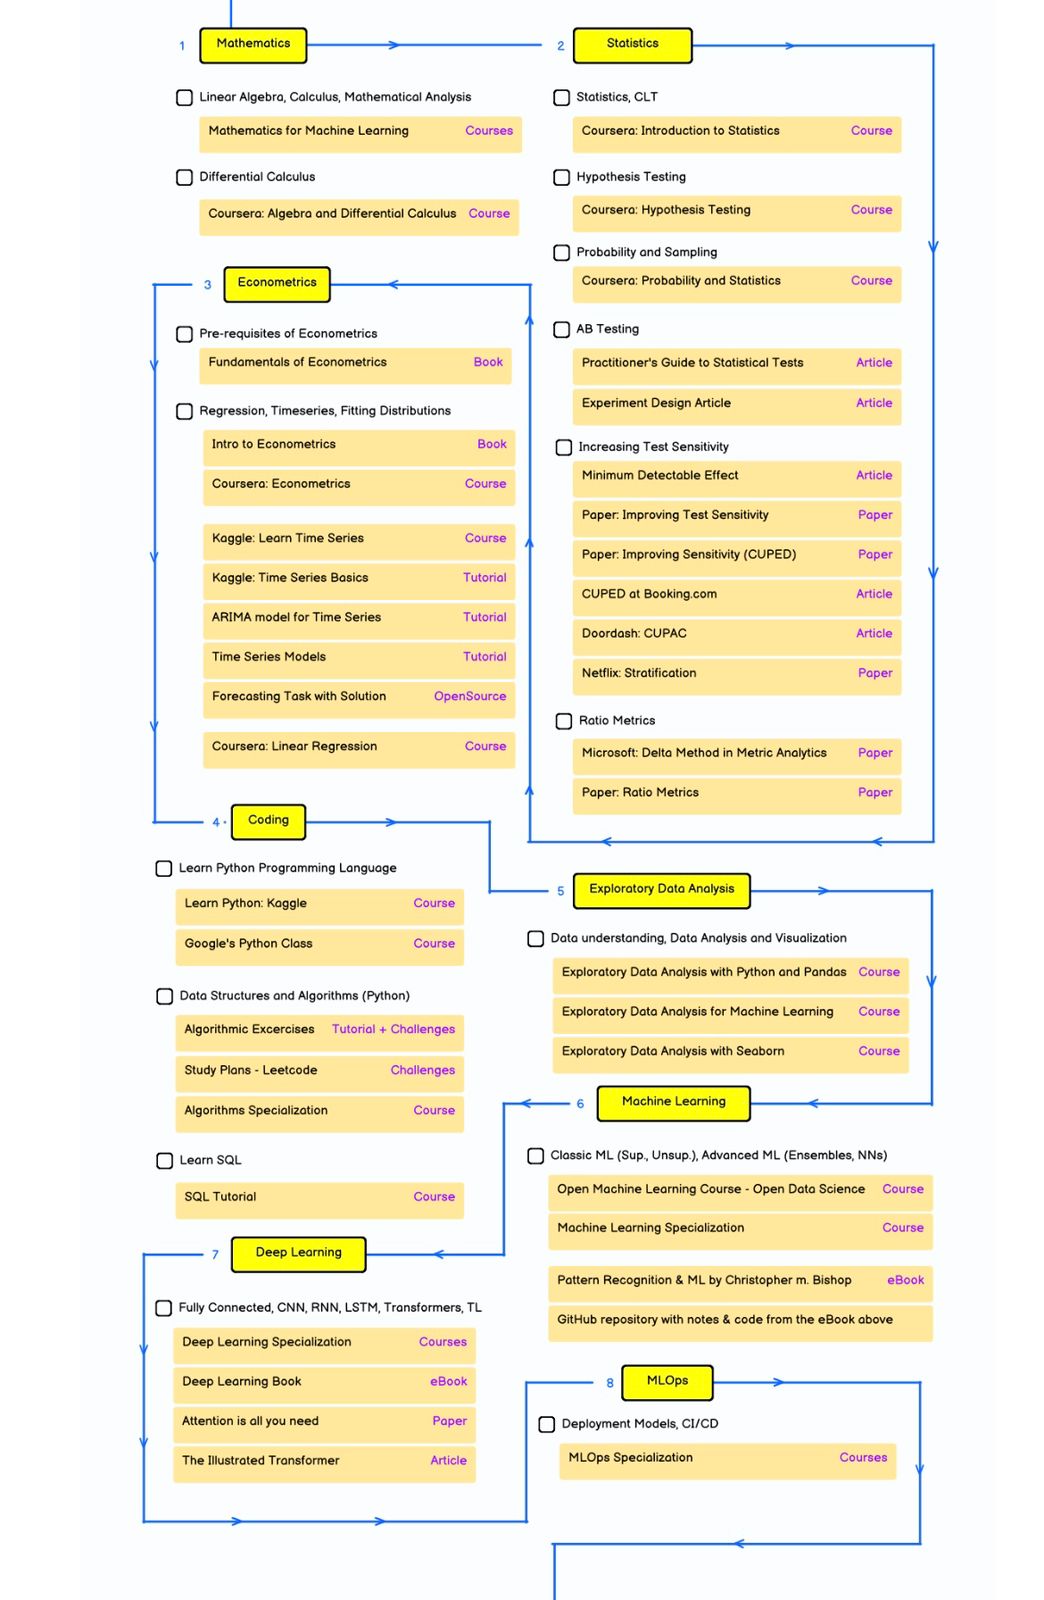 1 Mathematics
Linear Algebra, Calculus, Mathematical Analysis
Mathematics for Machine Learning Courses
Differential Calculus
Coursera: Algebra and Differential Calculus Course
2 Statistics
Statistics, CLT
Coursera: Introduction to Statistics Course
Hypothesis Testing
Coursera: Hypothesis Testing Course
Probability and Sampling
Coursera: Probability and Statistics Course
AB Testing
Practitioner's Guide to Statistical Tests Article
Experiment Design Article Article
Increasing Test Sensitivity
Minimum Detectable Effect Article
Paper: Improving Test Sensitivity Paper
Paper: Improving Sensitivity (CUPED) Paper
CUPED at Booking.com Article
Doordash: CUPAC Article
Netflix: Stratification Paper
Ratio Metrics
Microsoft: Delta Method in Metric Analytics Paper
Paper: Ratio Metrics Paper
3 Econometrics
Pre-requisites of Econometrics
Fundamentals of Econometrics Book
Regression, Timeseries, Fitting Distributions
Intro to Econometrics Book
Coursera: Econometrics Course
Kaggle: Learn Time Series Course
Kaggle: Time Series Basics Tutorial
ARIMA model for Time Series Tutorial
Time Series Models Tutorial
Forecasting Task with Solution OpenSource
Coursera: Linear Regression Course
4 Coding
Learn Python Programming Language
Learn Python: Kaggle Course
Google's Python Class Course
Data Structures and Algorithms (Python)
Algorithmic Excercises Tutorial + Challenges
Study Plans - Leetcode Challenges
Algorithms Specialization Course
Learn SQL
SQL Tutorial Course
5 Exploratory Data Analysis
Data understanding, Data Analysis and Visualization
Exploratory Data Analysis with Python and Pandas Course
Exploratory Data Analysis for Machine Learning Course
Exploratory Data Analysis with Seaborn Course
6 Machine Learning
Classic ML (Sup., Unsup.), Advanced ML (Ensembles, NNs)
Open Machine Learning Course - Open Data Science Course
Machine Learning Specialization Course
Pattern Recognition & ML by Christopher m. Bishop eBook
GitHub repository with notes & code from the eBook above
7 Deep Learning
Fully Connected, CNN, RNN, LSTM, Transformers, TL
Deep Learning Specialization Courses
Deep Learning Book eBook
Attention is all you need Paper
The Illustrated Transformer Article
8 MLOps
Deployment Models, CI/CD
MLOps Specialization Courses